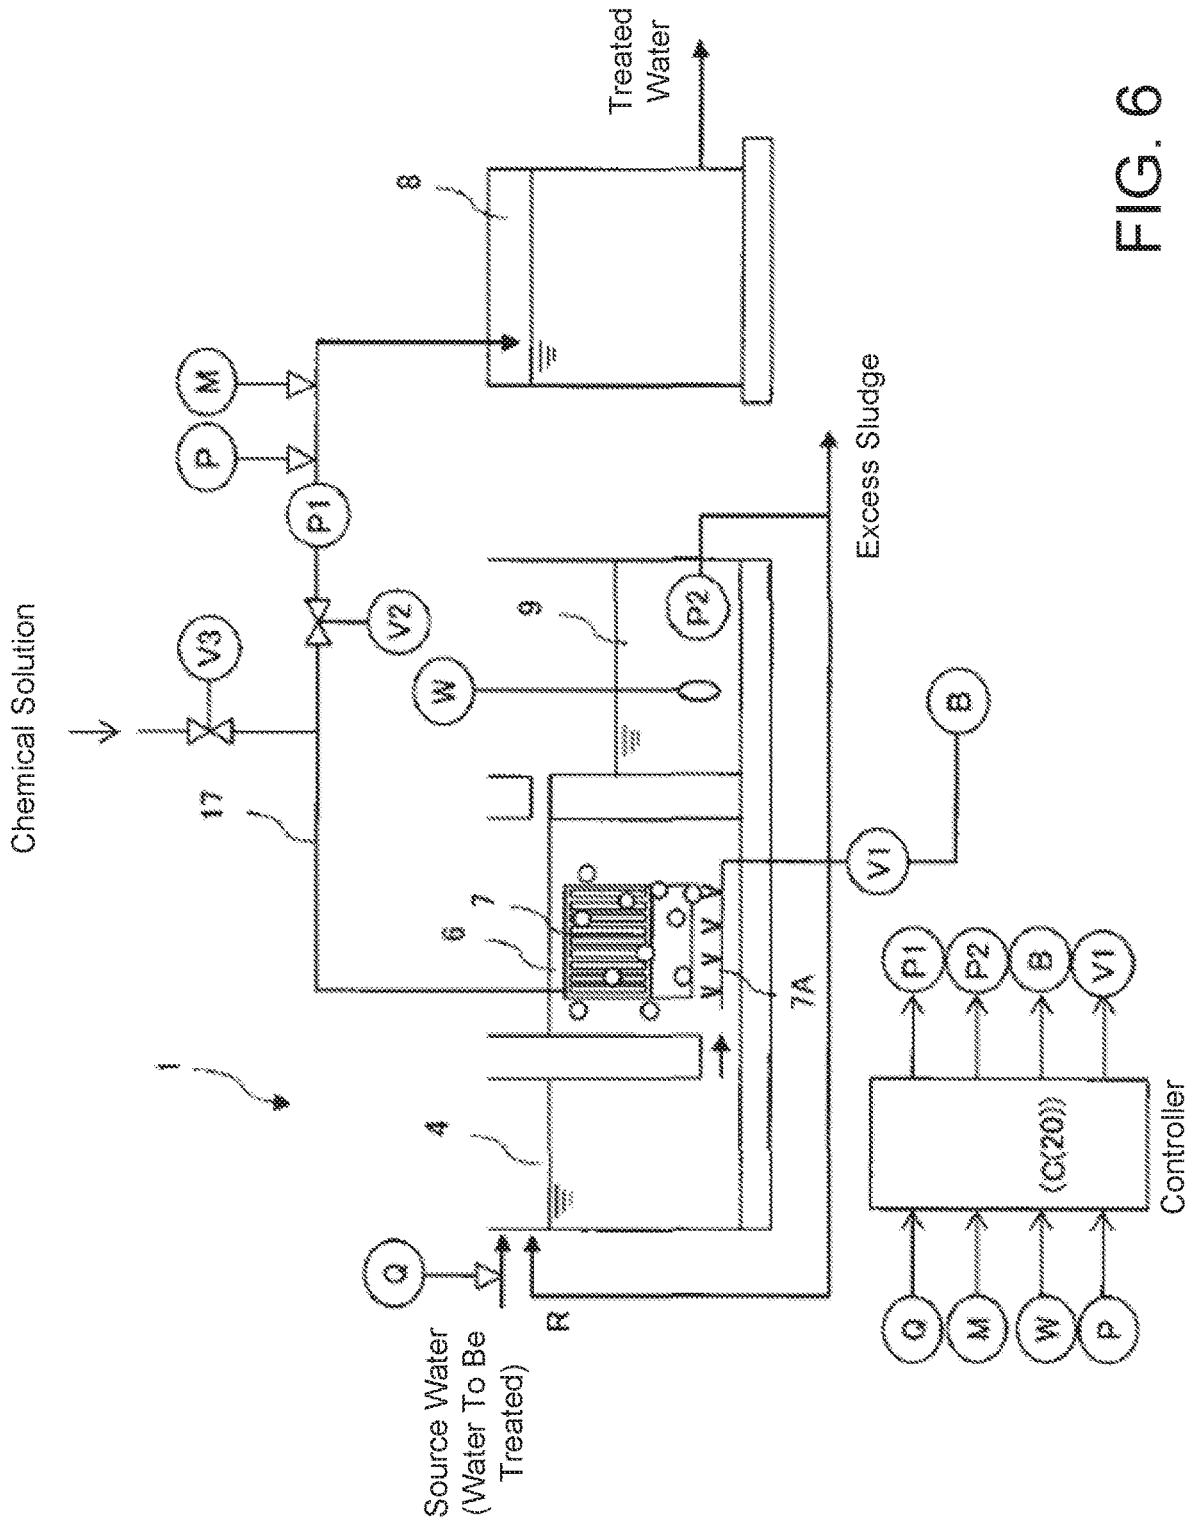 Chemical Solution
V3
P
M
17
P1
V2
8
Treated
Water
1
6
7
W
9
P2
4
Q
Source Water
(Water To Be
Treated)
R
7A
V1
B
Excess Sludge
Q
M
W
P
(C(20))
Controller
P1
P2
B
V1
FIG. 6